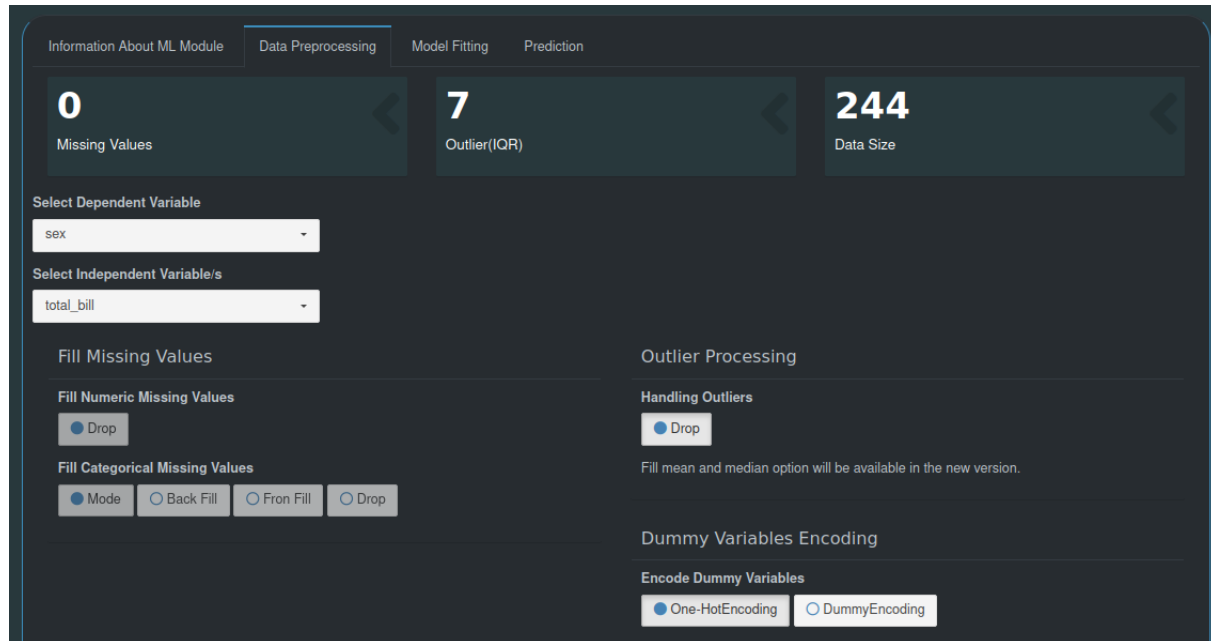 Information About ML Module Data Preprocessing Model Fitting Prediction
0 7 244
Missing Values Outlier(IQR) Data Size
Select Dependent Variable
sex
Select Independent Variable/s
total_bill
Fill Missing Values
Fill Numeric Missing Values
Drop
Fill Categorical Missing Values
Mode Back Fill Fron Fill Drop
Outlier Processing
Handling Outliers
Drop
Fill mean and median option will be available in the new version.
Dummy Variables Encoding
Encode Dummy Variables
One-HotEncoding DummyEncoding